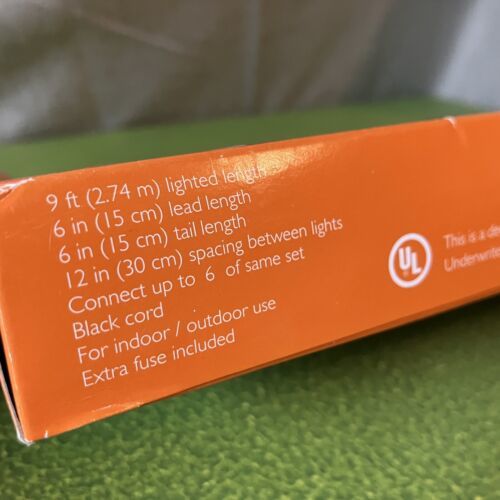 9 ft (2.74 m) lighted length
6 in (15 cm) lead length
6 in (15 cm) tail length
12 in (30 cm) spacing between lights
Connect up to 6 of same set
Black cord
For indoor / outdoor use
Extra fuse included
UL
This is a de
Underwrite